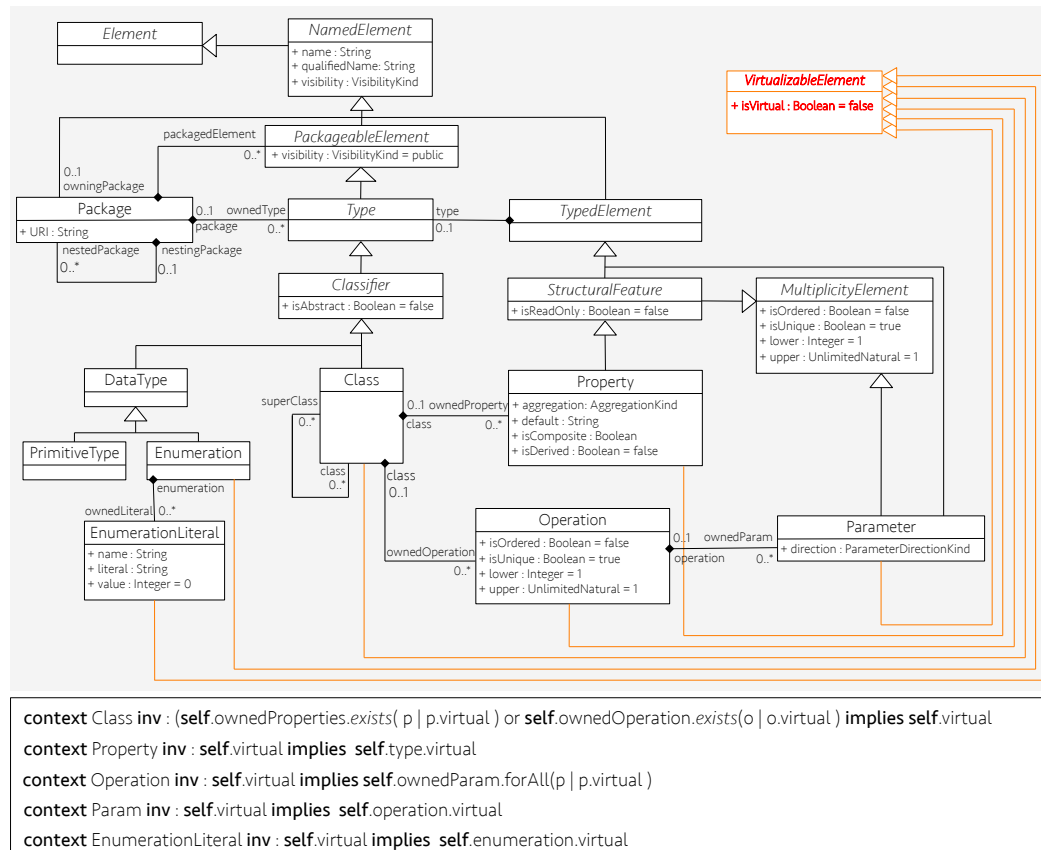 Element
NamedElement
+ name : String
+ qualifiedName: String
+ visibility : VisibilityKind
VirtualizableElement
+ isVirtual : Boolean = false
packagedElement
0..*
PackageableElement
+ visibility : VisibilityKind = public
0..1
owningPackage
Package
+ URI : String
0..1
package
ownedType
0..*
Type
type
0..1
TypedElement
nestedPackage
0..*
nestingPackage
0..1
Classifier
+ isAbstract : Boolean = false
StructuralFeature
+ isReadOnly : Boolean = false
MultiplicityElement
+ isOrdered : Boolean = false
+ isUnique : Boolean = true
+ lower : Integer = 1
+ upper : UnlimitedNatural = 1
DataType
Class
superClass
0..*
class
0..*
0..1
class
ownedProperty
0..*
Property
+ aggregation: AggregationKind
+ default : String
+ isComposite : Boolean
+ isDerived : Boolean = false
PrimitiveType
Enumeration
enumeration
ownedLiteral
0..*
EnumerationLiteral
+ name : String
+ literal : String
+ value : Integer = 0
class
0..1
ownedOperation
0..*
Operation
+ isOrdered : Boolean = false
+ isUnique : Boolean = true
+ lower : Integer = 1
+ upper : UnlimitedNatural = 1
0..1
operation
ownedParam
0..*
Parameter
+ direction : ParameterDirectionKind
context Class inv : (self.ownedProperties.exists( p | p.virtual ) or self.ownedOperation.exists(o | o.virtual ) implies self.virtual
context Property inv : self.virtual implies self.type.virtual
context Operation inv : self.virtual implies self.ownedParam.forAll(p | p.virtual )
context Param inv : self.virtual implies self.operation.virtual
context EnumerationLiteral inv : self.virtual implies self.enumeration.virtual